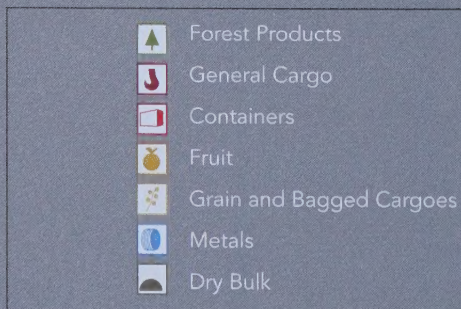 Forest Products
General Cargo
Containers
Fruit
Grain and Bagged Cargoes
Metals
Dry Bulk